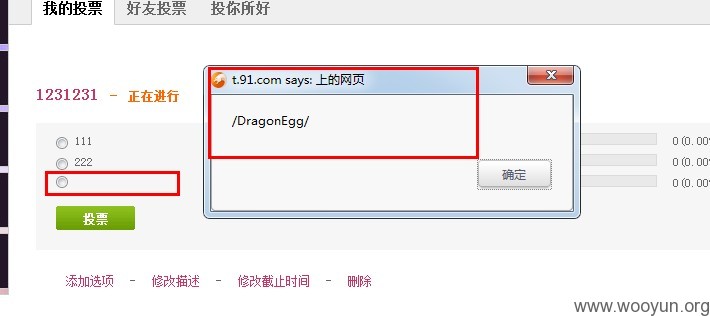 我的投票 好友投票 投你所好
t.91.com says: 上的网页
/DragonEgg/
确定
1231231 - 正在进行
111 0(0.00
222 0(0.00
0(0.00
投票
添加选项 - 修改描述 - 修改截止时间 - 删除
www.wooyun.org